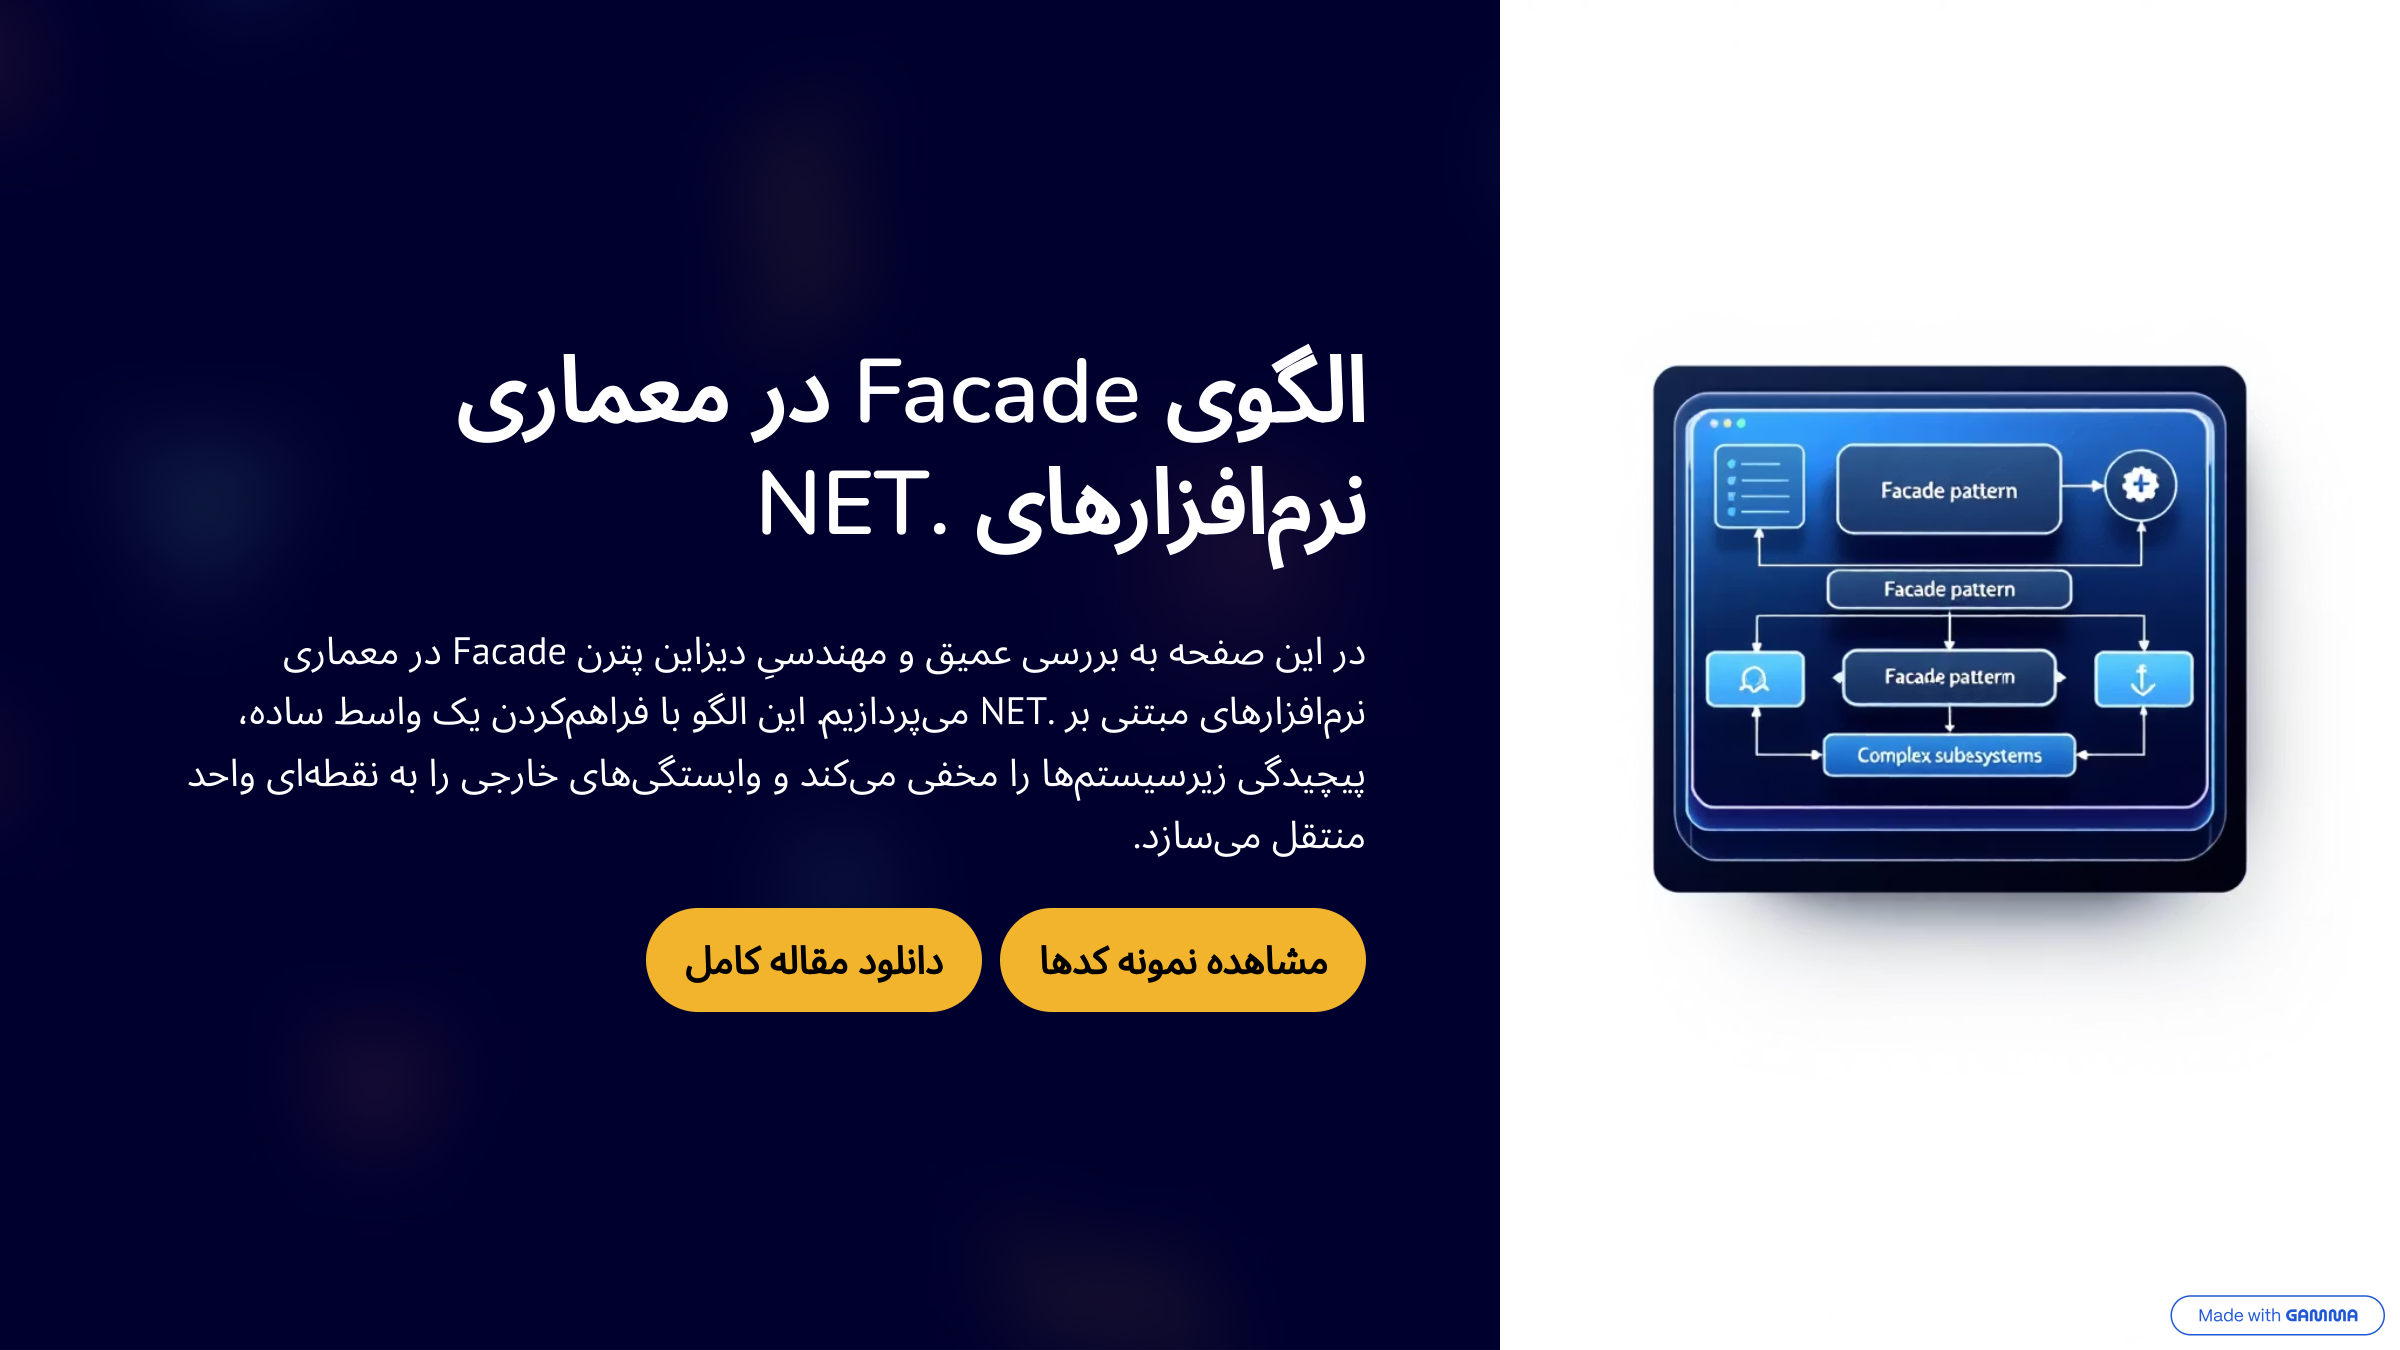 الگوی Facade در معماری
نرم‌افزارهای .NET
در این صفحه به بررسی عمیق و مهندسیِ دیزاین پترن Facade در معماری
نرم‌افزارهای مبتنی بر .NET می‌پردازیم. این الگو با فراهم‌کردن یک واسط ساده،
پیچیدگی زیرسیستم‌ها را مخفی می‌کند و وابستگی‌های خارجی را به نقطه‌ای واحد
منتقل می‌سازد.
مشاهده نمونه کدها
دانلود مقاله کامل
Facade pattern
Facade pattern
Facade pattern
Complex subesystems
Made with GAMMA